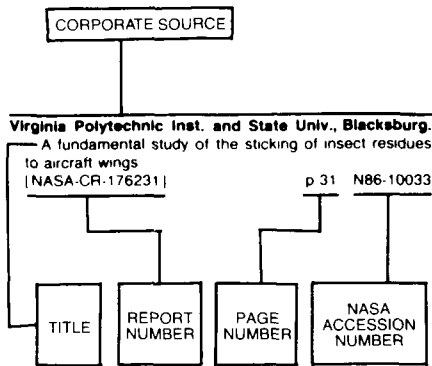 CORPORATE SOURCE
Virginia Polytechnic Inst. and State Univ., Blacksburg.
A fundamental study of the sticking of insect residues
to aircraft wings
[NASA-CR-176231] p 31 N86-10033
TITLE
REPORT
NUMBER
PAGE
NUMBER
NASA
ACCESSION
NUMBER